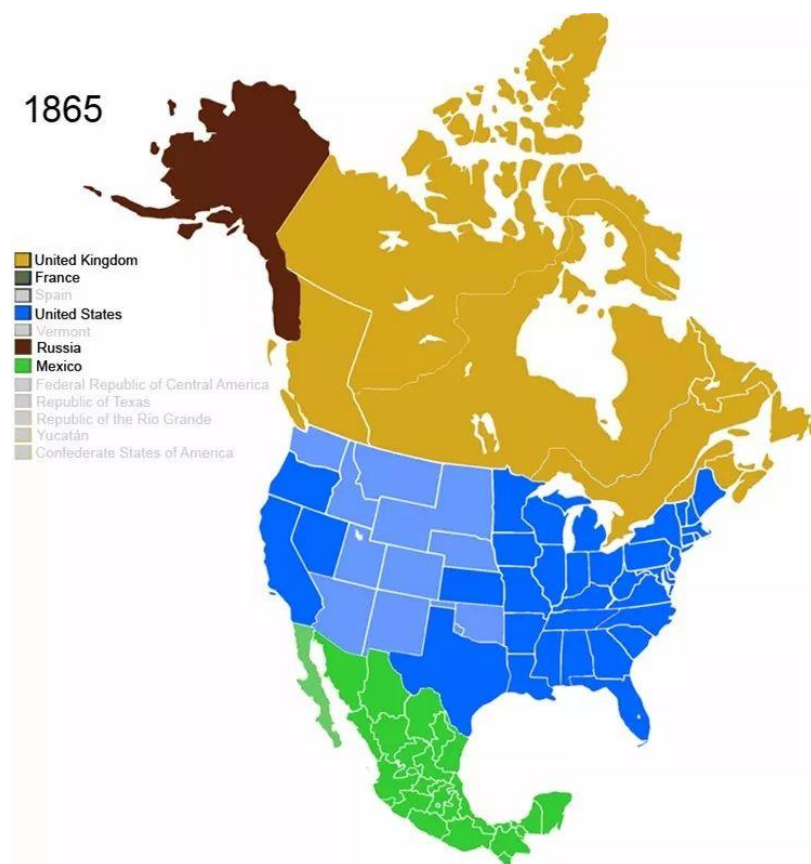 1865
United Kingdom
France
Spain
United States
Vermont
Russia
Mexico
Federal Republic of Central America
Republic of Texas
Republic of the Rio Grande
Yucatán
Confederate States of America